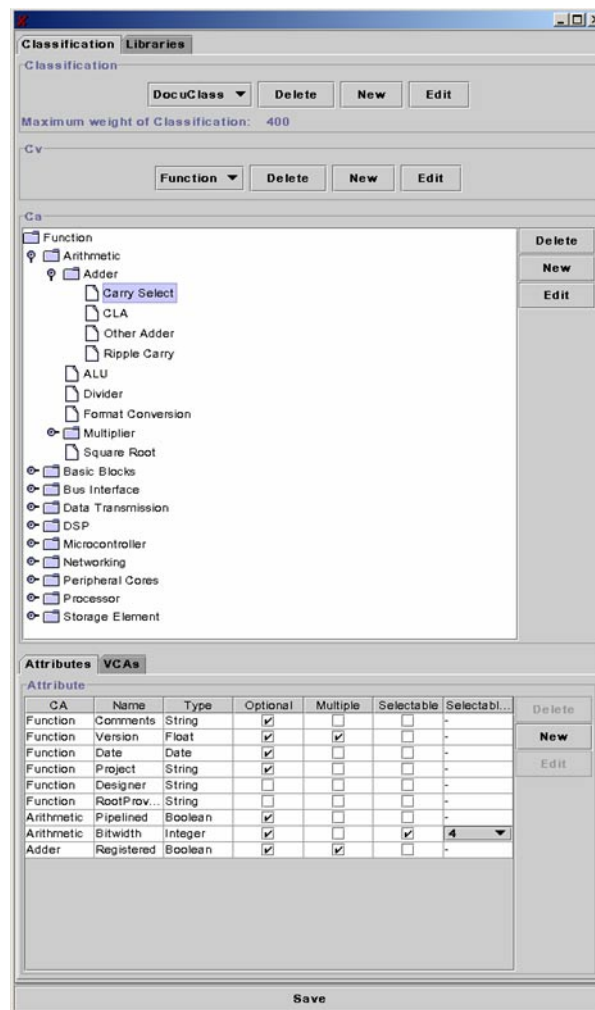 Classification Libraries
Classification
DocuClass Delete New Edit
Maximum weight of Classification: 400
Cv
Function Delete New Edit
Ca
Function
Arithmetic
Adder
Carry Select
CLA
Other Adder
Ripple Carry
ALU
Divider
Format Conversion
Multiplier
Square Root
Basic Blocks
Bus Interface
Data Transmission
DSP
Microcontroller
Networking
Peripheral Cores
Processor
Storage Element
Delete
New
Edit
Attributes VCAs
Attribute
CA Name Type Optional Multiple Selectable Selectabl...
Function Comments String -
Function Version Float -
Function Date Date -
Function Project String -
Function Designer String -
Function RootProv... String -
Arithmetic Pipelined Boolean -
Arithmetic Bitwidth Integer 4
Adder Registered Boolean -
Delete
New
Edit
Save